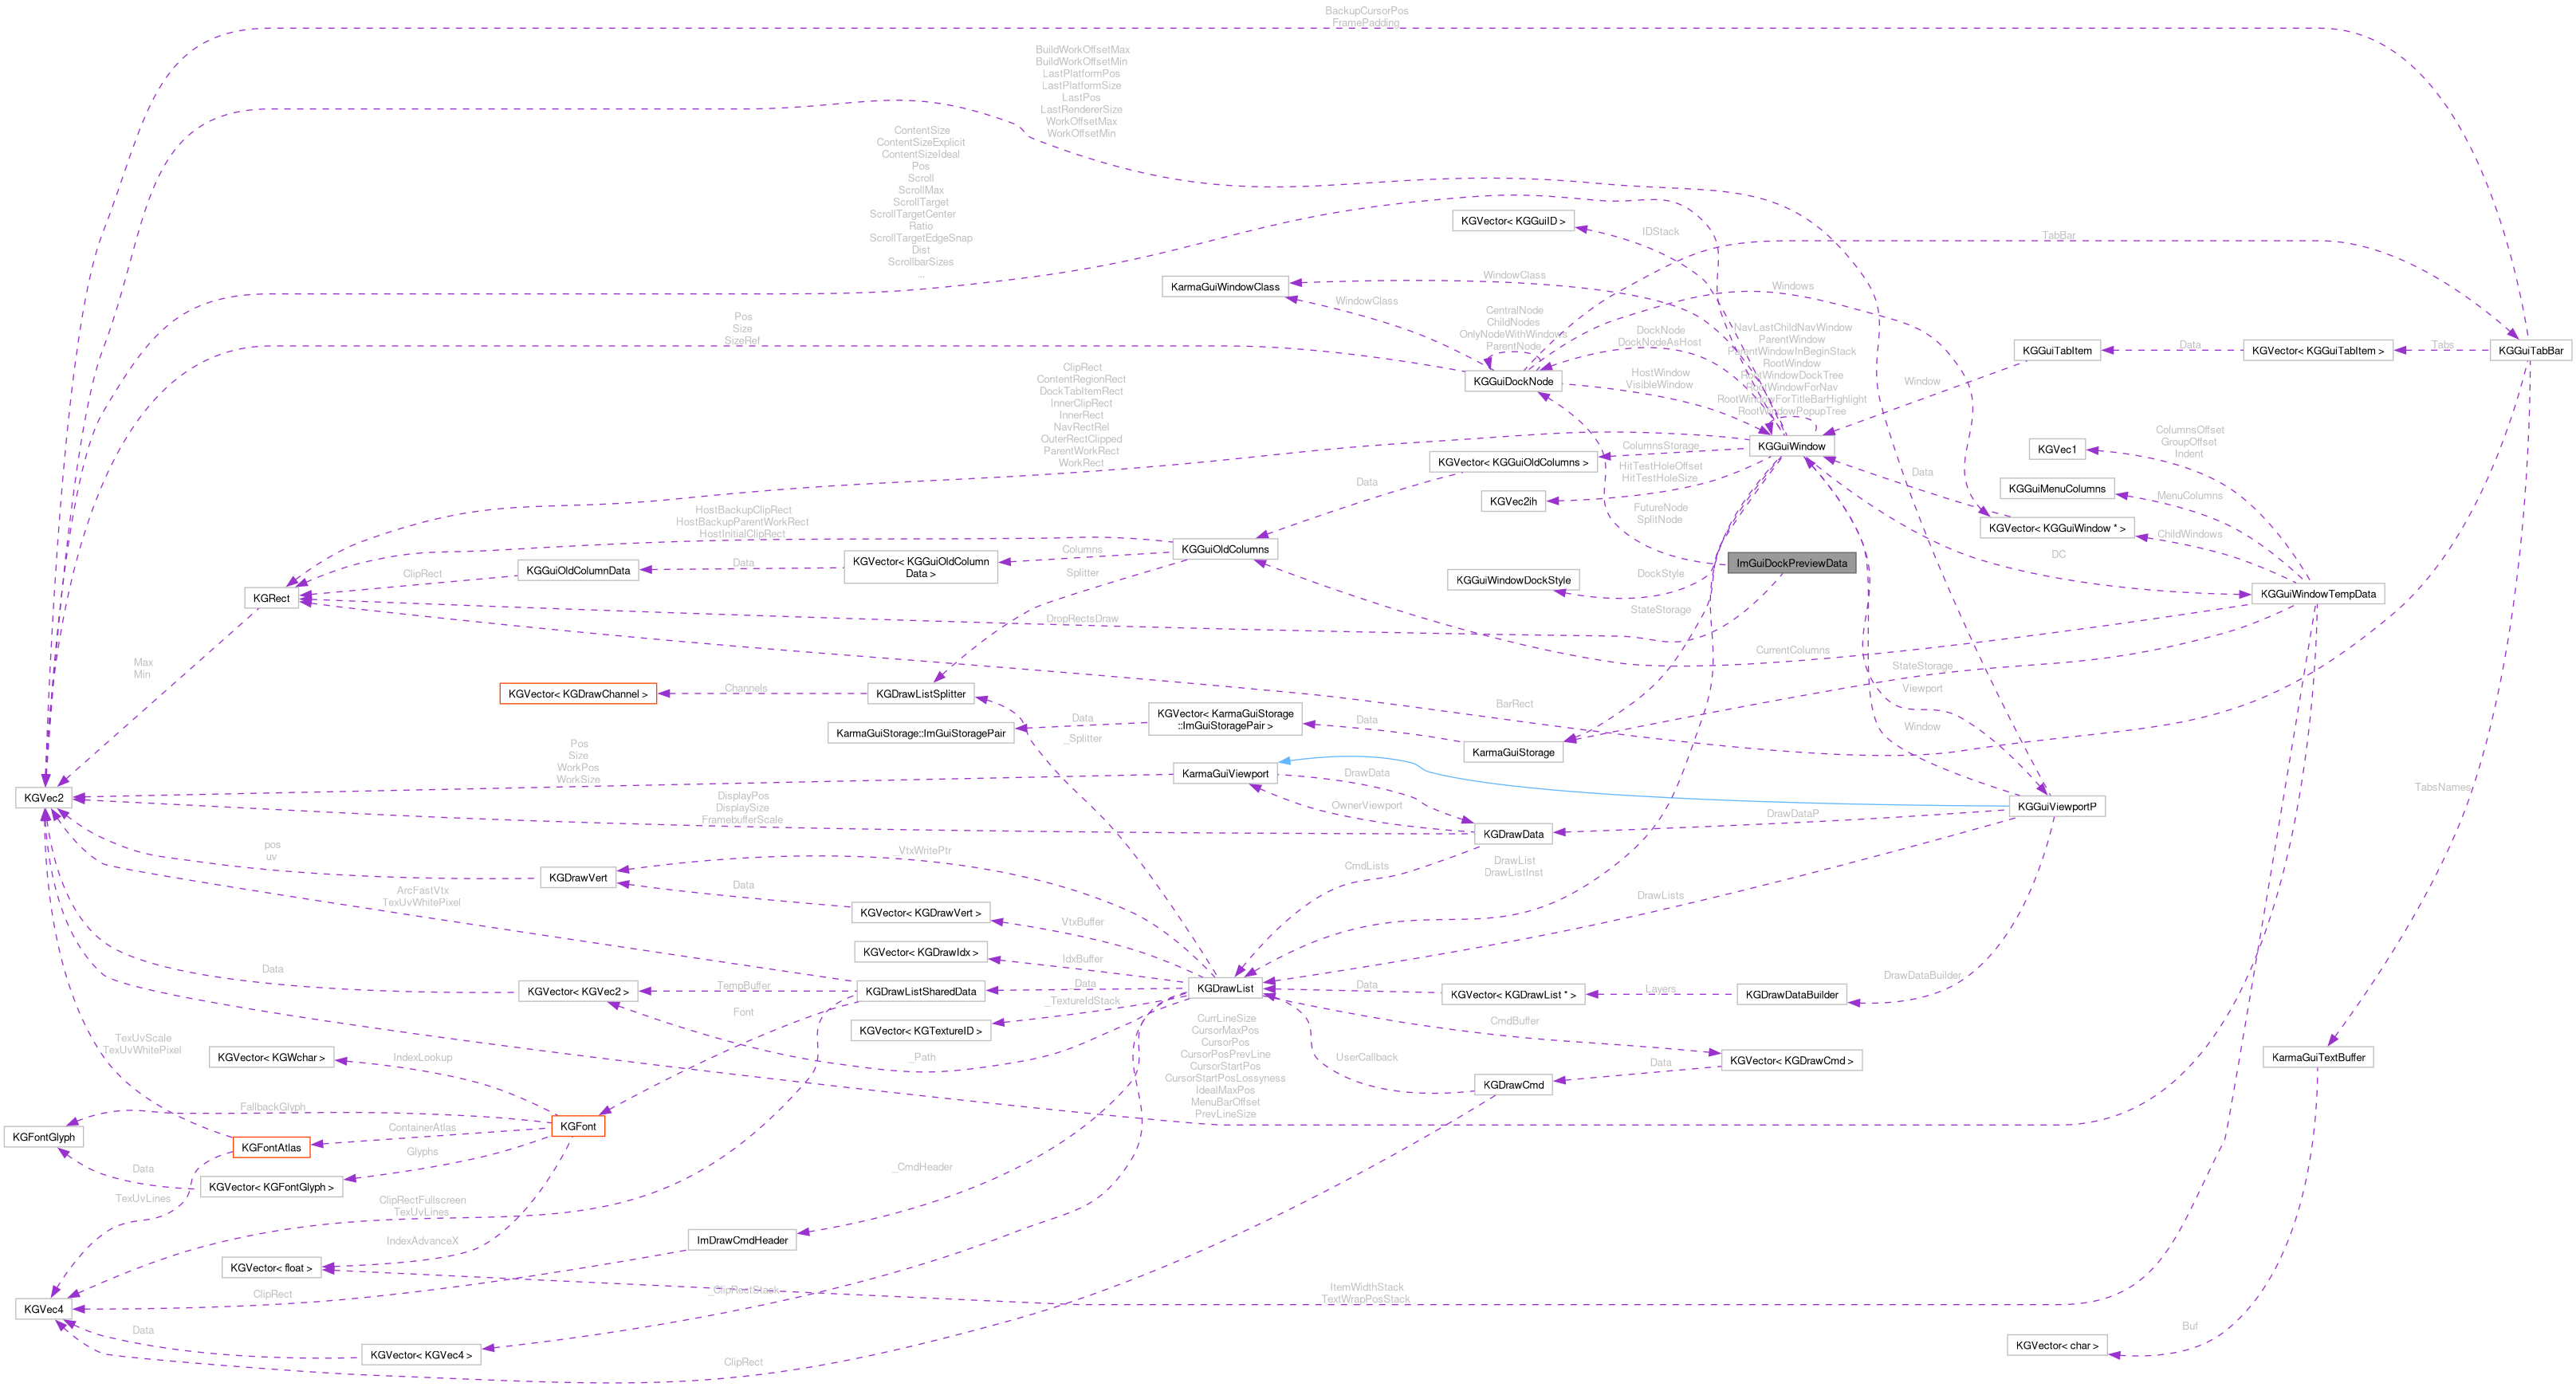 BackupCursorPos
FramePadding
BuildWorkOffsetMax
BuildWorkOffsetMin
LastPlatformPos
LastPlatformSize
LastPos
LastRendererSize
WorkOffsetMax
WorkOffsetMin
ContentSize
ContentSizeExplicit
ContentSizeIdeal
Pos
Scroll
ScrollMax
ScrollTarget
ScrollTargetCenter
Ratio
ScrollTargetEdgeSnap
Dist
ScrollbarSizes
...
KGVector< KGGuiID >
IDStack
TabBar
KarmaGuiWindowClass
WindowClass
WindowClass
Windows
CentralNode
ChildNodes
OnlyNodeWithWindows
ParentNode
DockNode
DockNodeAsHost
NavLastChildNavWindow
ParentWindow
ParentWindowInBeginStack
RootWindow
RootWindowDockTree
RootWindowForNav
RootWindowForTitleBarHighlight
RootWindowPopupTree
Pos
Size
SizeRef
KGGuiTabItem
Data
KGVector< KGGuiTabItem >
Tabs
KGGuiTabBar
KGGuiDockNode
HostWindow
VisibleWindow
Window
ClipRect
ContentRegionRect
DockTabItemRect
InnerClipRect
InnerRect
NavRectRel
OuterRectClipped
ParentWorkRect
WorkRect
KGGuiWindow
ColumnsStorage
KGVector< KGGuiOldColumns >
HitTestHoleOffset
HitTestHoleSize
KGVec1
ColumnsOffset
GroupOffset
Indent
Data
Data
KGVec2ih
KGGuiMenuColumns
MenuColumns
FutureNode
SplitNode
KGVector< KGGuiWindow * >
ChildWindows
HostBackupClipRect
HostBackupParentWorkRect
HostInitialClipRect
KGGuiOldColumns
Columns
KGVector< KGGuiOldColumn
Data >
Data
KGGuiOldColumnData
ClipRect
Splitter
ImGuiDockPreviewData
DC
KGGuiWindowDockStyle
DockStyle
KGRect
KGGuiWindowTempData
StateStorage
DropRectsDraw
CurrentColumns
Max
Min
StateStorage
Viewport
KGVector< KGDrawChannel >
Channels
KGDrawListSplitter
BarRect
KarmaGuiStorage::ImGuiStoragePair
Data
KGVector< KarmaGuiStorage
::ImGuiStoragePair >
Data
_Splitter
KarmaGuiStorage
Window
Pos
Size
WorkPos
WorkSize
KarmaGuiViewport
DrawData
TabsNames
KGVec2
DisplayPos
DisplaySize
FramebufferScale
OwnerViewport
KGGuiViewportP
DrawDataP
KGDrawData
pos
uv
_VtxWritePtr
CmdLists
DrawList
DrawListInst
KGDrawVert
Data
ArcFastVtx
TexUvWhitePixel
DrawLists
KGVector< KGDrawVert >
VtxBuffer
KGVector< KGDrawIdx >
IdxBuffer
Data
KGVector< KGVec2 >
TempBuffer
KGDrawListSharedData
Data
KGDrawList
Data
KGVector< KGDrawList * >
Layers
KGDrawDataBuilder
DrawDataBuilder
Font
_TextureIdStack
KGVector< KGTextureID >
CmdBuffer
TexUvScale
TexUvWhitePixel
KGVector< KGWchar >
IndexLookup
_Path
CurrLineSize
CursorMaxPos
CursorPos
CursorPosPrevLine
CursorStartPos
CursorStartPosLossyness
IdealMaxPos
MenuBarOffset
PrevLineSize
UserCallback
Data
KGVector< KGDrawCmd >
KarmaGuiTextBuffer
KGDrawCmd
FallbackGlyph
KGFontGlyph
ContainerAtlas
KGFont
KGFontAtlas
Glyphs
Data
KGVector< KGFontGlyph >
_CmdHeader
TexUvLines
ClipRectFullscreen
TexUvLines
IndexAdvanceX
ImDrawCmdHeader
KGVector< float >
ClipRect
_ClipRectStack
ItemWidthStack
TextWrapPosStack
KGVec4
Data
KGVector< KGVec4 >
ClipRect
Buf
KGVector< char >